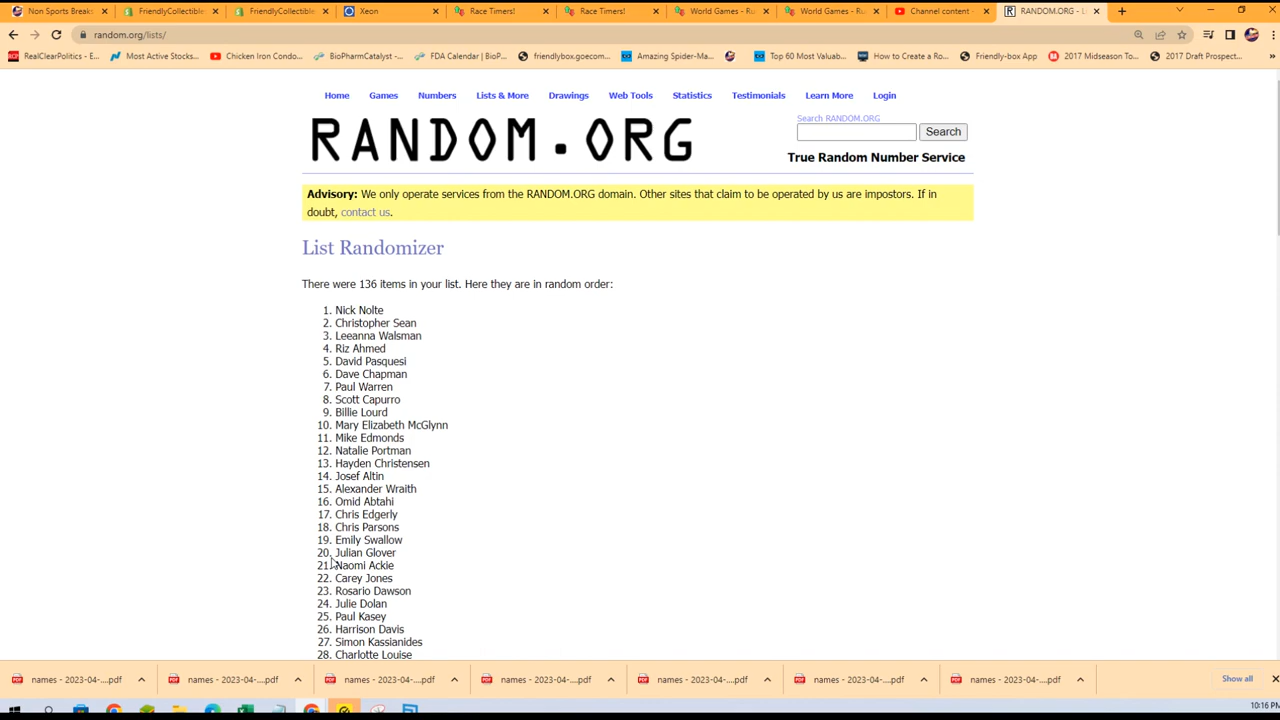 Non Sports Breaks
FriendlyCollectible
FriendlyCollectible
Xeon
Race Timers!
Race Timers!
World Games - Ru
World Games - Ru
Channel content
RANDOM.ORG - L
random.org/lists/
RealClearPolitics - E...
Most Active Stocks...
Chicken Iron Condo...
BioPharmCatalyst -...
FDA Calendar | BioP...
friendlybox.goecom...
Amazing Spider-Ma...
Top 60 Most Valuab...
How to Create a Ro...
Friendly-box App
2017 Midseason To...
2017 Draft Prospect...
Home Games Numbers Lists & More Drawings Web Tools Statistics Testimonials Learn More Login
RANDOM.ORG
Search RANDOM.ORG
Search
True Random Number Service
Advisory: We only operate services from the RANDOM.ORG domain. Other sites that claim to be operated by us are impostors. If in
doubt, contact us.
List Randomizer
There were 136 items in your list. Here they are in random order:
1. Nick Nolte
2. Christopher Sean
3. Leeanna Walsman
4. Riz Ahmed
5. David Pasquesi
6. Dave Chapman
7. Paul Warren
8. Scott Capurro
9. Billie Lourd
10. Mary Elizabeth McGlynn
11. Mike Edmonds
12. Natalie Portman
13. Hayden Christensen
14. Josef Altin
15. Alexander Wraith
16. Omid Abtahi
17. Chris Edgerly
18. Chris Parsons
19. Emily Swallow
20. Julian Glover
21. Naomi Ackie
22. Carey Jones
23. Rosario Dawson
24. Julie Dolan
25. Paul Kasey
26. Harrison Davis
27. Simon Kassianides
28. Charlotte Louise
names - 2023-04-....pdf
names - 2023-04-....pdf
names - 2023-04-....pdf
names - 2023-04-....pdf
names - 2023-04-....pdf
names - 2023-04-....pdf
names - 2023-04-....pdf
Show all
10:16 PM